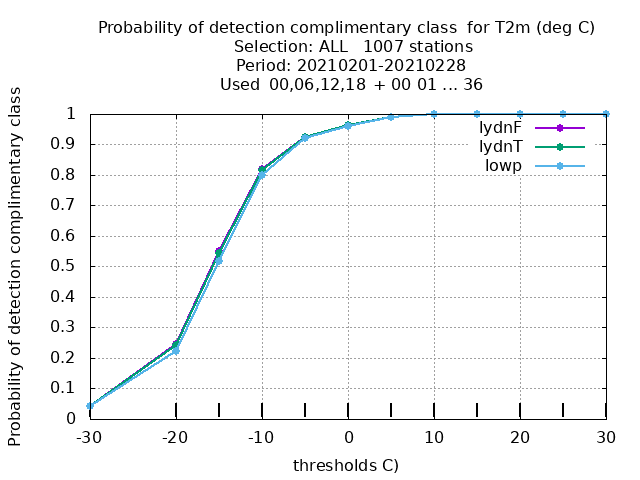 Probability of detection complimentary class  for T2m (deg C)
Selection: ALL   1007 stations
Period: 20210201-20210228
Used  00,06,12,18  + 00 01 ... 36
Probability of detection complimentary class
1
0.9
0.8
0.7
0.6
0.5
0.4
0.3
0.2
0.1
0
lydnF
lydnT
lowp
-30 -20 -10 0 10 20 30
thresholds C)